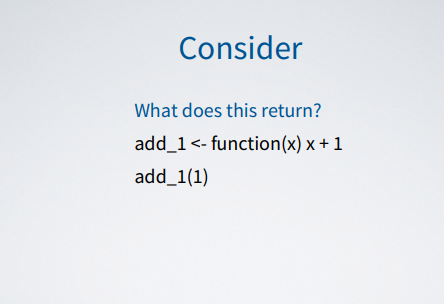 Consider
What does this return?
add_1 <- function(x) x + 1
add_1(1)